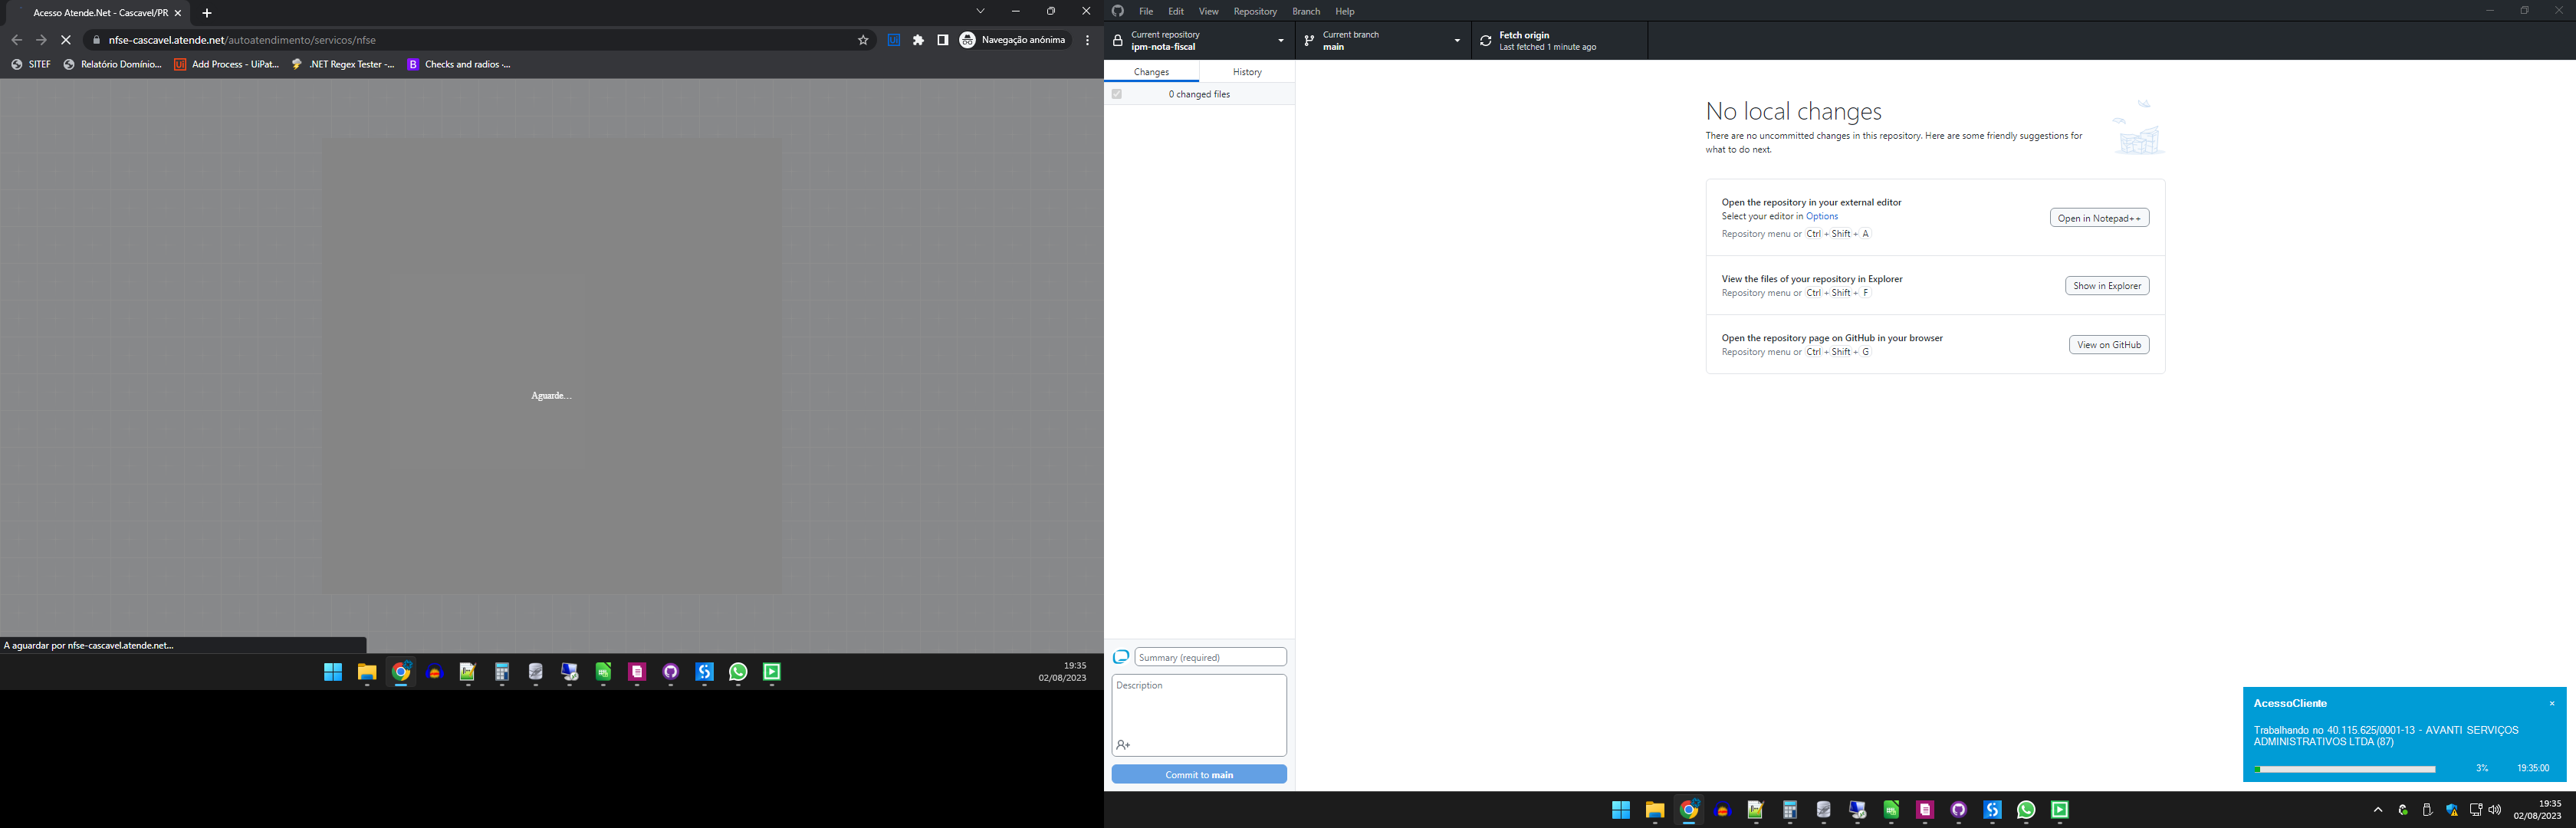 Acesso Atende.Net - Cascavel/PR
nfse-cascavel.atende.net/autoatendimento/servicos/nfse
Navegação anónima
SITEF
Relatório Domínio...
Add Process - UiPat...
.NET Regex Tester -...
Checks and radios ·...
Aguarde...
A aguardar por nfse-cascavel.atende.net...
19:35
02/08/2023
File Edit View Repository Branch Help
Current repository
ipm-nota-fiscal
Current branch
main
Fetch origin
Last fetched 1 minute ago
Changes
History
0 changed files
No local changes
There are no uncommitted changes in this repository. Here are some friendly suggestions for
what to do next.
Open the repository in your external editor
Select your editor in Options
Repository menu or Ctrl + Shift + A
Open in Notepad++
View the files of your repository in Explorer
Repository menu or Ctrl + Shift + F
Show in Explorer
Open the repository page on GitHub in your browser
Repository menu or Ctrl + Shift + G
View on GitHub
Summary (required)
Description
Commit to main
AcessoCliente
Trabalhando no 40.115.625/0001-13 - AVANTI SERVIÇOS
ADMINISTRATIVOS LTDA (87)
3%
19:35:00
19:35
02/08/2023